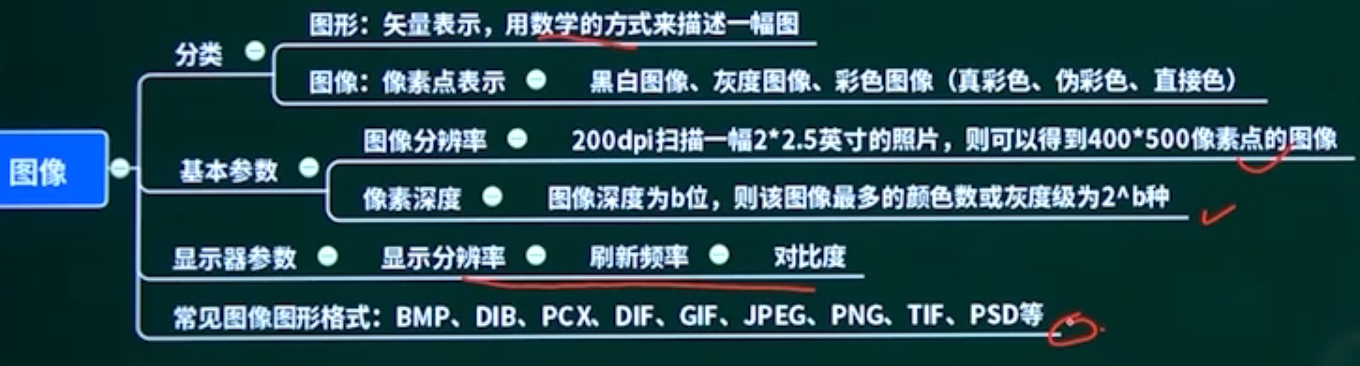 图像
分类
图形：矢量表示，用数学的方式来描述一幅图
图像：像素点表示 黑白图像、灰度图像、彩色图像（真彩色、伪彩色、直接色）
基本参数
图像分辨率 200dpi扫描一幅2*2.5英寸的照片，则可以得到400*500像素点的图像
像素深度 图像深度为b位，则该图像最多的颜色数或灰度级为2^b种
显示器参数 显示分辨率 刷新频率 对比度
常见图像图形格式：BMP、DIB、PCX、DIF、GIF、JPEG、PNG、TIF、PSD等